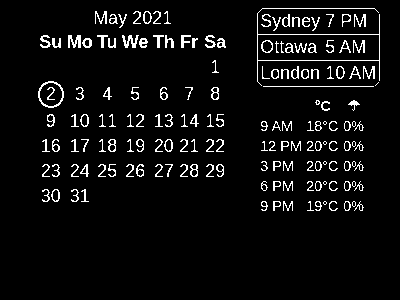 May 2021
Su Mo Tu We Th Fr Sa
1
2 3 4 5 6 7 8
9 10 11 12 13 14 15
16 17 18 19 20 21 22
23 24 25 26 27 28 29
30 31
Sydney 7 PM
Ottawa 5 AM
London 10 AM
°C
9 AM 18°C 0%
12 PM 20°C 0%
3 PM 20°C 0%
6 PM 20°C 0%
9 PM 19°C 0%